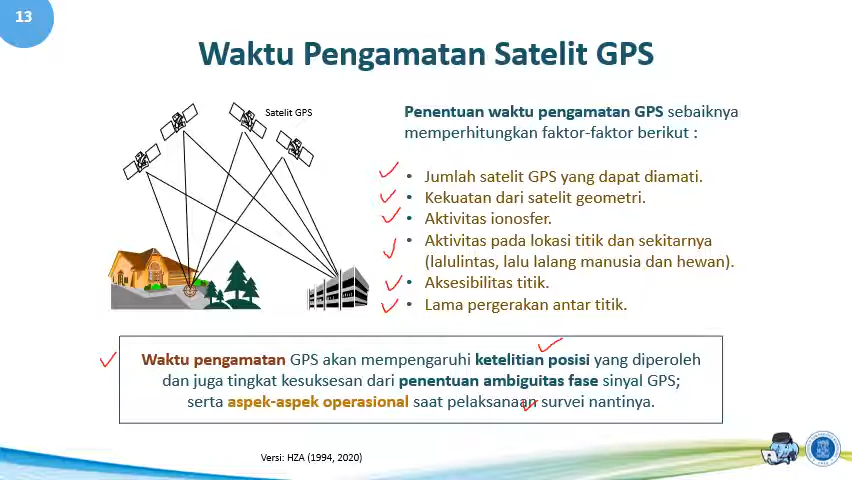 13
Waktu Pengamatan Satelit GPS
Satelit GPS
Penentuan waktu pengamatan GPS sebaiknya
memperhitungkan faktor-faktor berikut :
• Jumlah satelit GPS yang dapat diamati.
• Kekuatan dari satelit geometri.
• Aktivitas ionosfer.
• Aktivitas pada lokasi titik dan sekitarnya
(lalulintas, lalu lalang manusia dan hewan).
• Aksesibilitas titik.
• Lama pergerakan antar titik.
Waktu pengamatan GPS akan mempengaruhi ketelitian posisi yang diperoleh
dan juga tingkat kesuksesan dari penentuan ambiguitas fase sinyal GPS;
serta aspek-aspek operasional saat pelaksanaan survei nantinya.
Versi: HZA (1994, 2020)